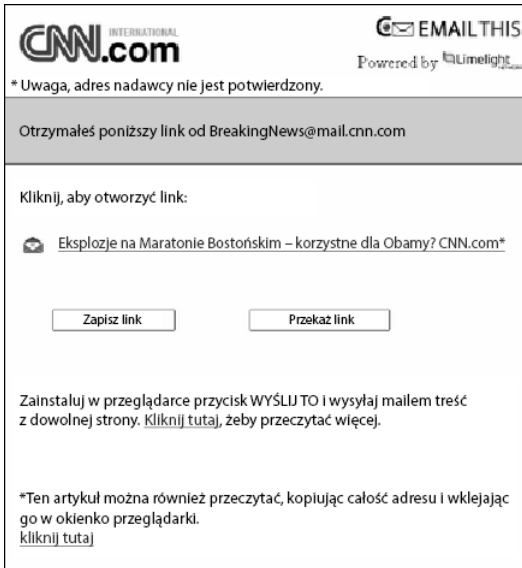 INTERNATIONAL
CNN.com
EMAIL THIS
Powered by Limelight
* Uwaga, adres nadawcy nie jest potwierdzony.
Otrzymałeś poniższy link od BreakingNews@mail.cnn.com
Kliknij, aby otworzyć link:
Eksplozje na Maratonie Bostońskim – korzystne dla Obamy? CNN.com*
Zapisz link
Przekaż link
Zainstaluj w przeglądarce przycisk WYŚLIJ TO i wysyłaj mailem treść
z dowolnej strony. Kliknij tutaj, żeby przeczytać więcej.
*Ten artykuł można również przeczytać, kopiując całość adresu i wklejając
go w okienko przeglądarki.
kliknij tutaj